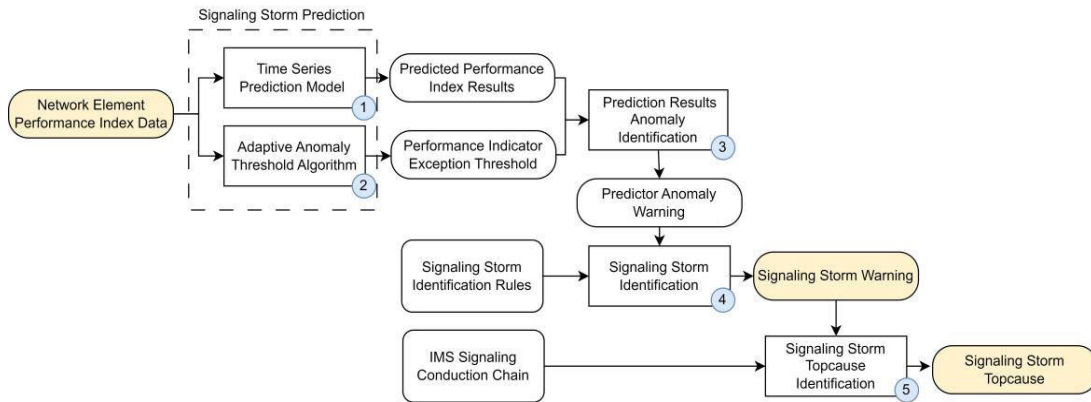 Signaling Storm Prediction
Time Series
Prediction Model
1
Predicted Performance
Index Results
Network Element
Performance Index Data
Prediction Results
Anomaly
Identification
3
Adaptive Anomaly
Threshold Algorithm
2
Performance Indicator
Exception Threshold
Predictor Anomaly
Warning
Signaling Storm
Identification Rules
Signaling Storm
Identification
4
Signaling Storm Warning
IMS Signaling
Conduction Chain
Signaling Storm
Topcause
Identification
5
Signaling Storm
Topcause